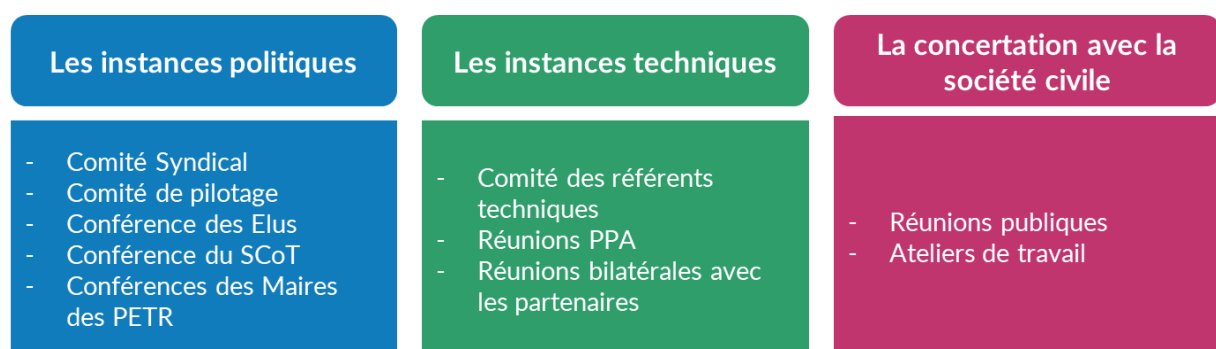 Les instances politiques
- Comité Syndical
- Comité de pilotage
- Conférence des Elus
- Conférence du SCoT
- Conférences des Maires
des PETR
Les instances techniques
- Comité des référents
techniques
- Réunions PPA
- Réunions bilatérales avec
les partenaires
La concertation avec la
société civile
- Réunions publiques
- Ateliers de travail